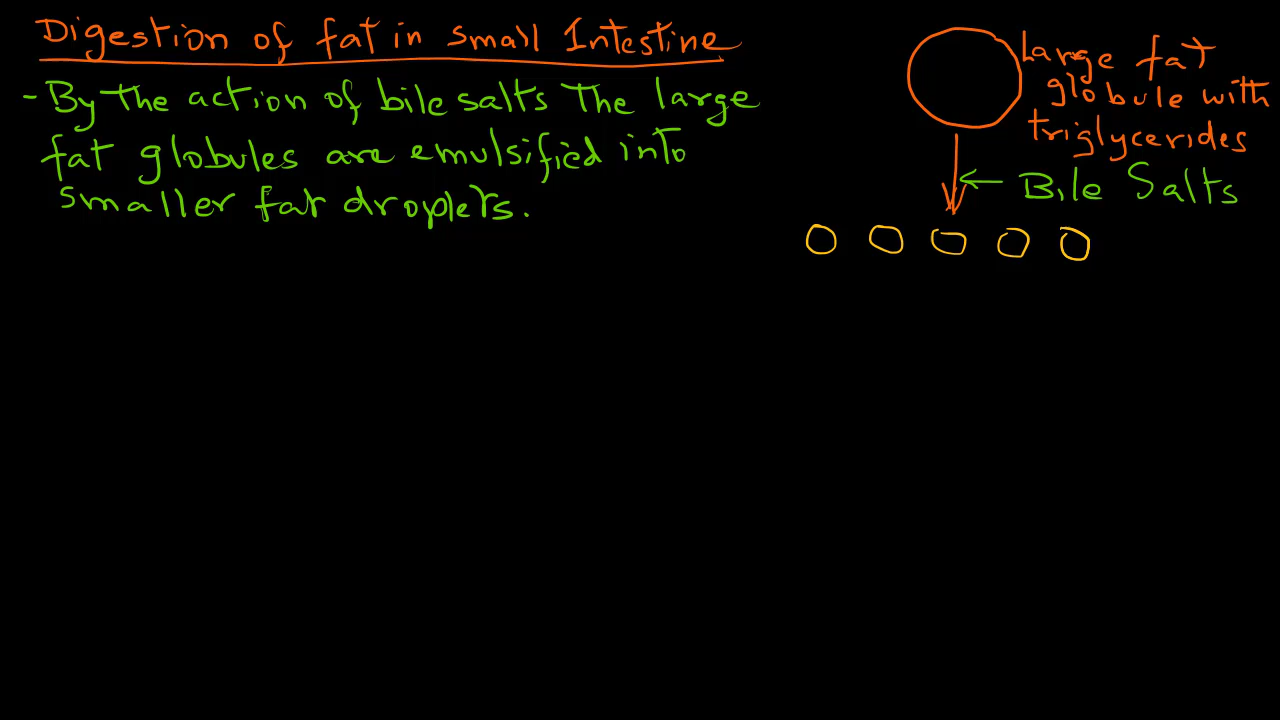 Digestion of fat in small Intestine
- By the action of bile salts the large
fat globules are emulsified into
smaller fat droplets.
Large fat
globule with
triglycerides
Bile Salts